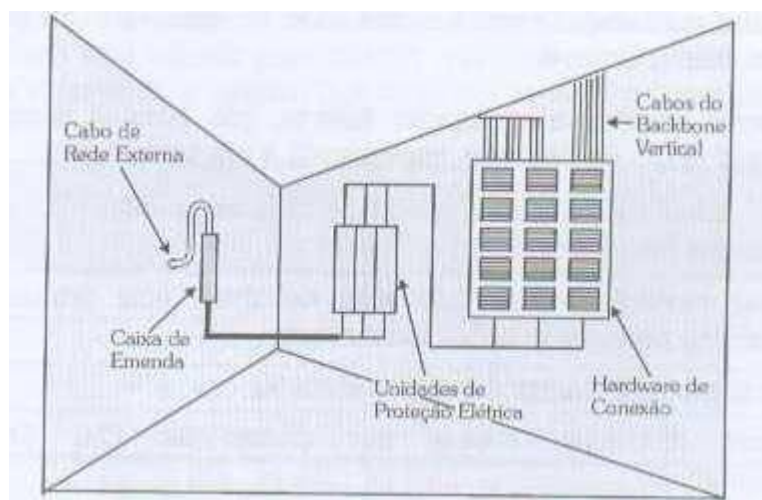 Cabo de
Rede Externa
Cabos do
Backbone
Vertical
Caixa de
Emenda
Unidades de
Proteção Elétrica
Hardware de
Conexão